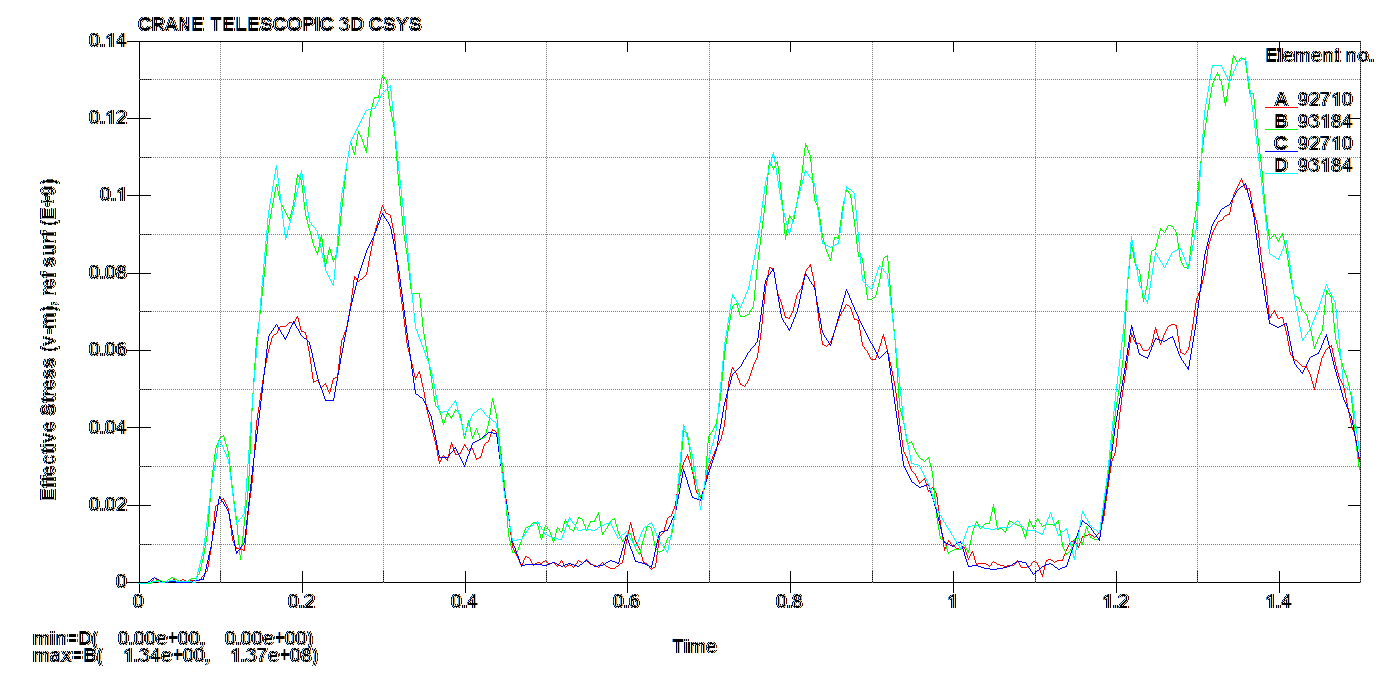 CRANE TELESCOPIC 3D CSYS
Element no.
A 92710
B 93184
C 92710
D 93184
Effective Stress (v-m), ref surf (E+9)
0.14
0.12
0.1
0.08
0.06
0.04
0.02
0
0 0.2 0.4 0.6 0.8 1 1.2 1.4
Time
min=D( 0.00e+00, 0.00e+00)
max=B( 1.34e+00, 1.37e+08)